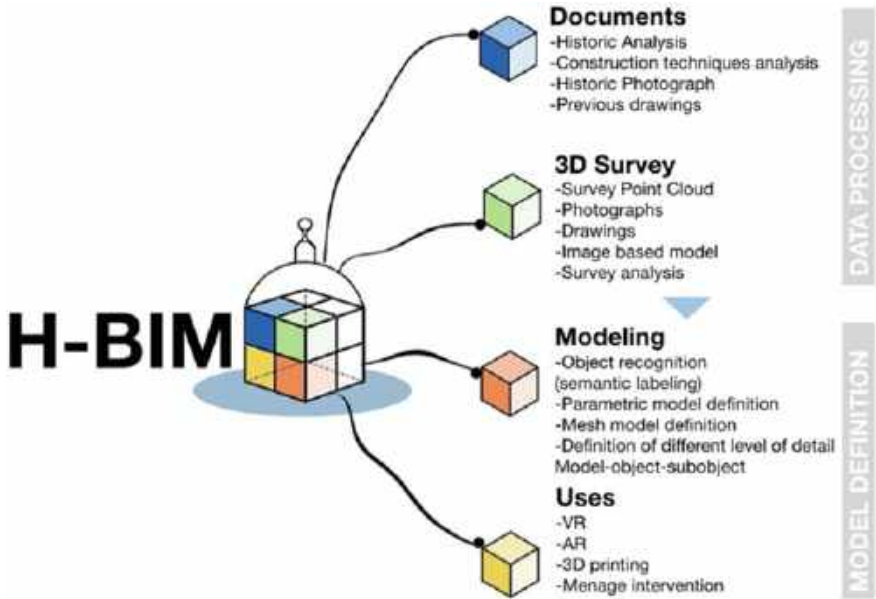 Documents
-Historic Analysis
-Construction techniques analysis
-Historic Photograph
-Previous drawings
3D Survey
-Survey Point Cloud
-Photographs
-Drawings
-Image based model
-Survey analysis
DATA PROCESSING
H-BIM
Modeling
-Object recognition
(semantic labeling)
-Parametric model definition
-Mesh model definition
-Definition of different level of detail
Model-object-subobject
Uses
-VR
-AR
-3D printing
-Menage intervention
MODEL DEFINITION